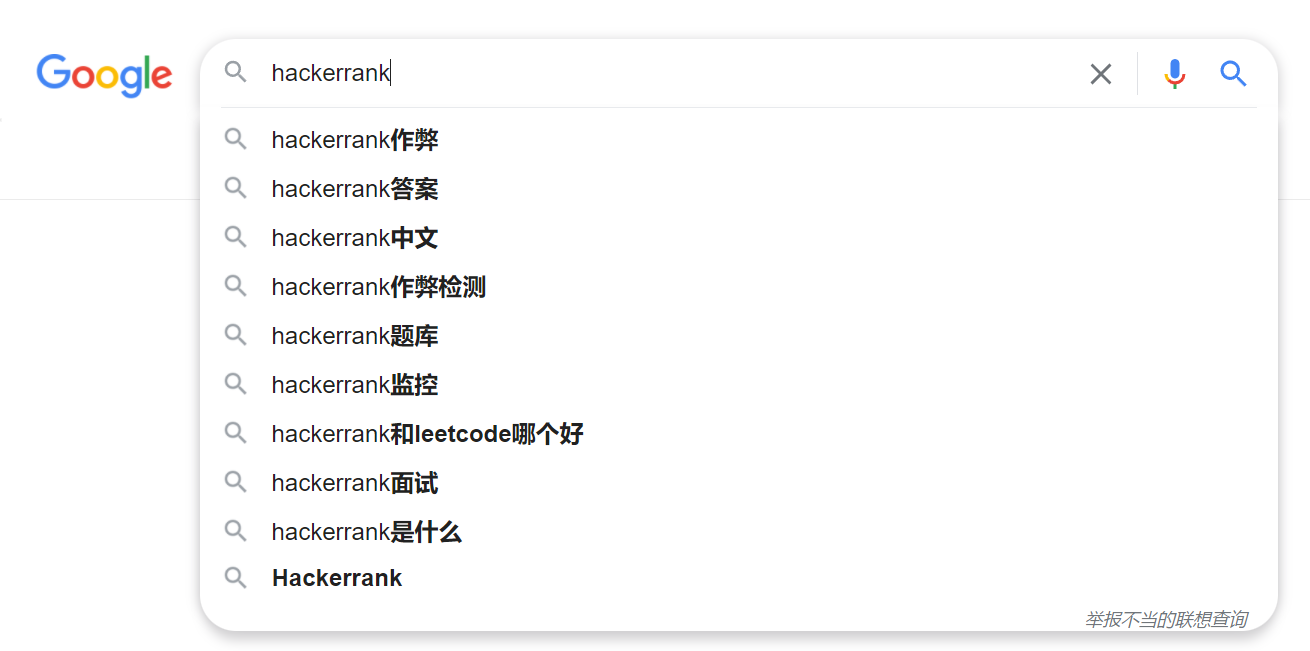 Google
hackerrank
hackerrank作弊
hackerrank答案
hackerrank中文
hackerrank作弊检测
hackerrank题库
hackerrank监控
hackerrank和leetcode哪个好
hackerrank面试
hackerrank是什么
Hackerrank
举报不当的联想查询